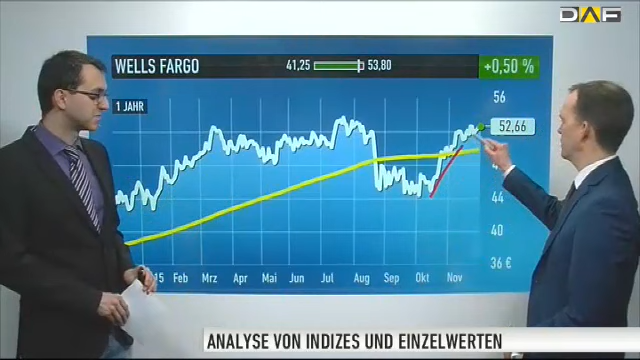 DAF
WELLS FARGO 41,25 53,80 +0,50 %
1 JAHR
56
52,66
44
40
36 €
15 Feb Mrz Apr Mai Jun Jul Aug Sep Okt Nov
ANALYSE VON INDIZES UND EINZELWERTEN